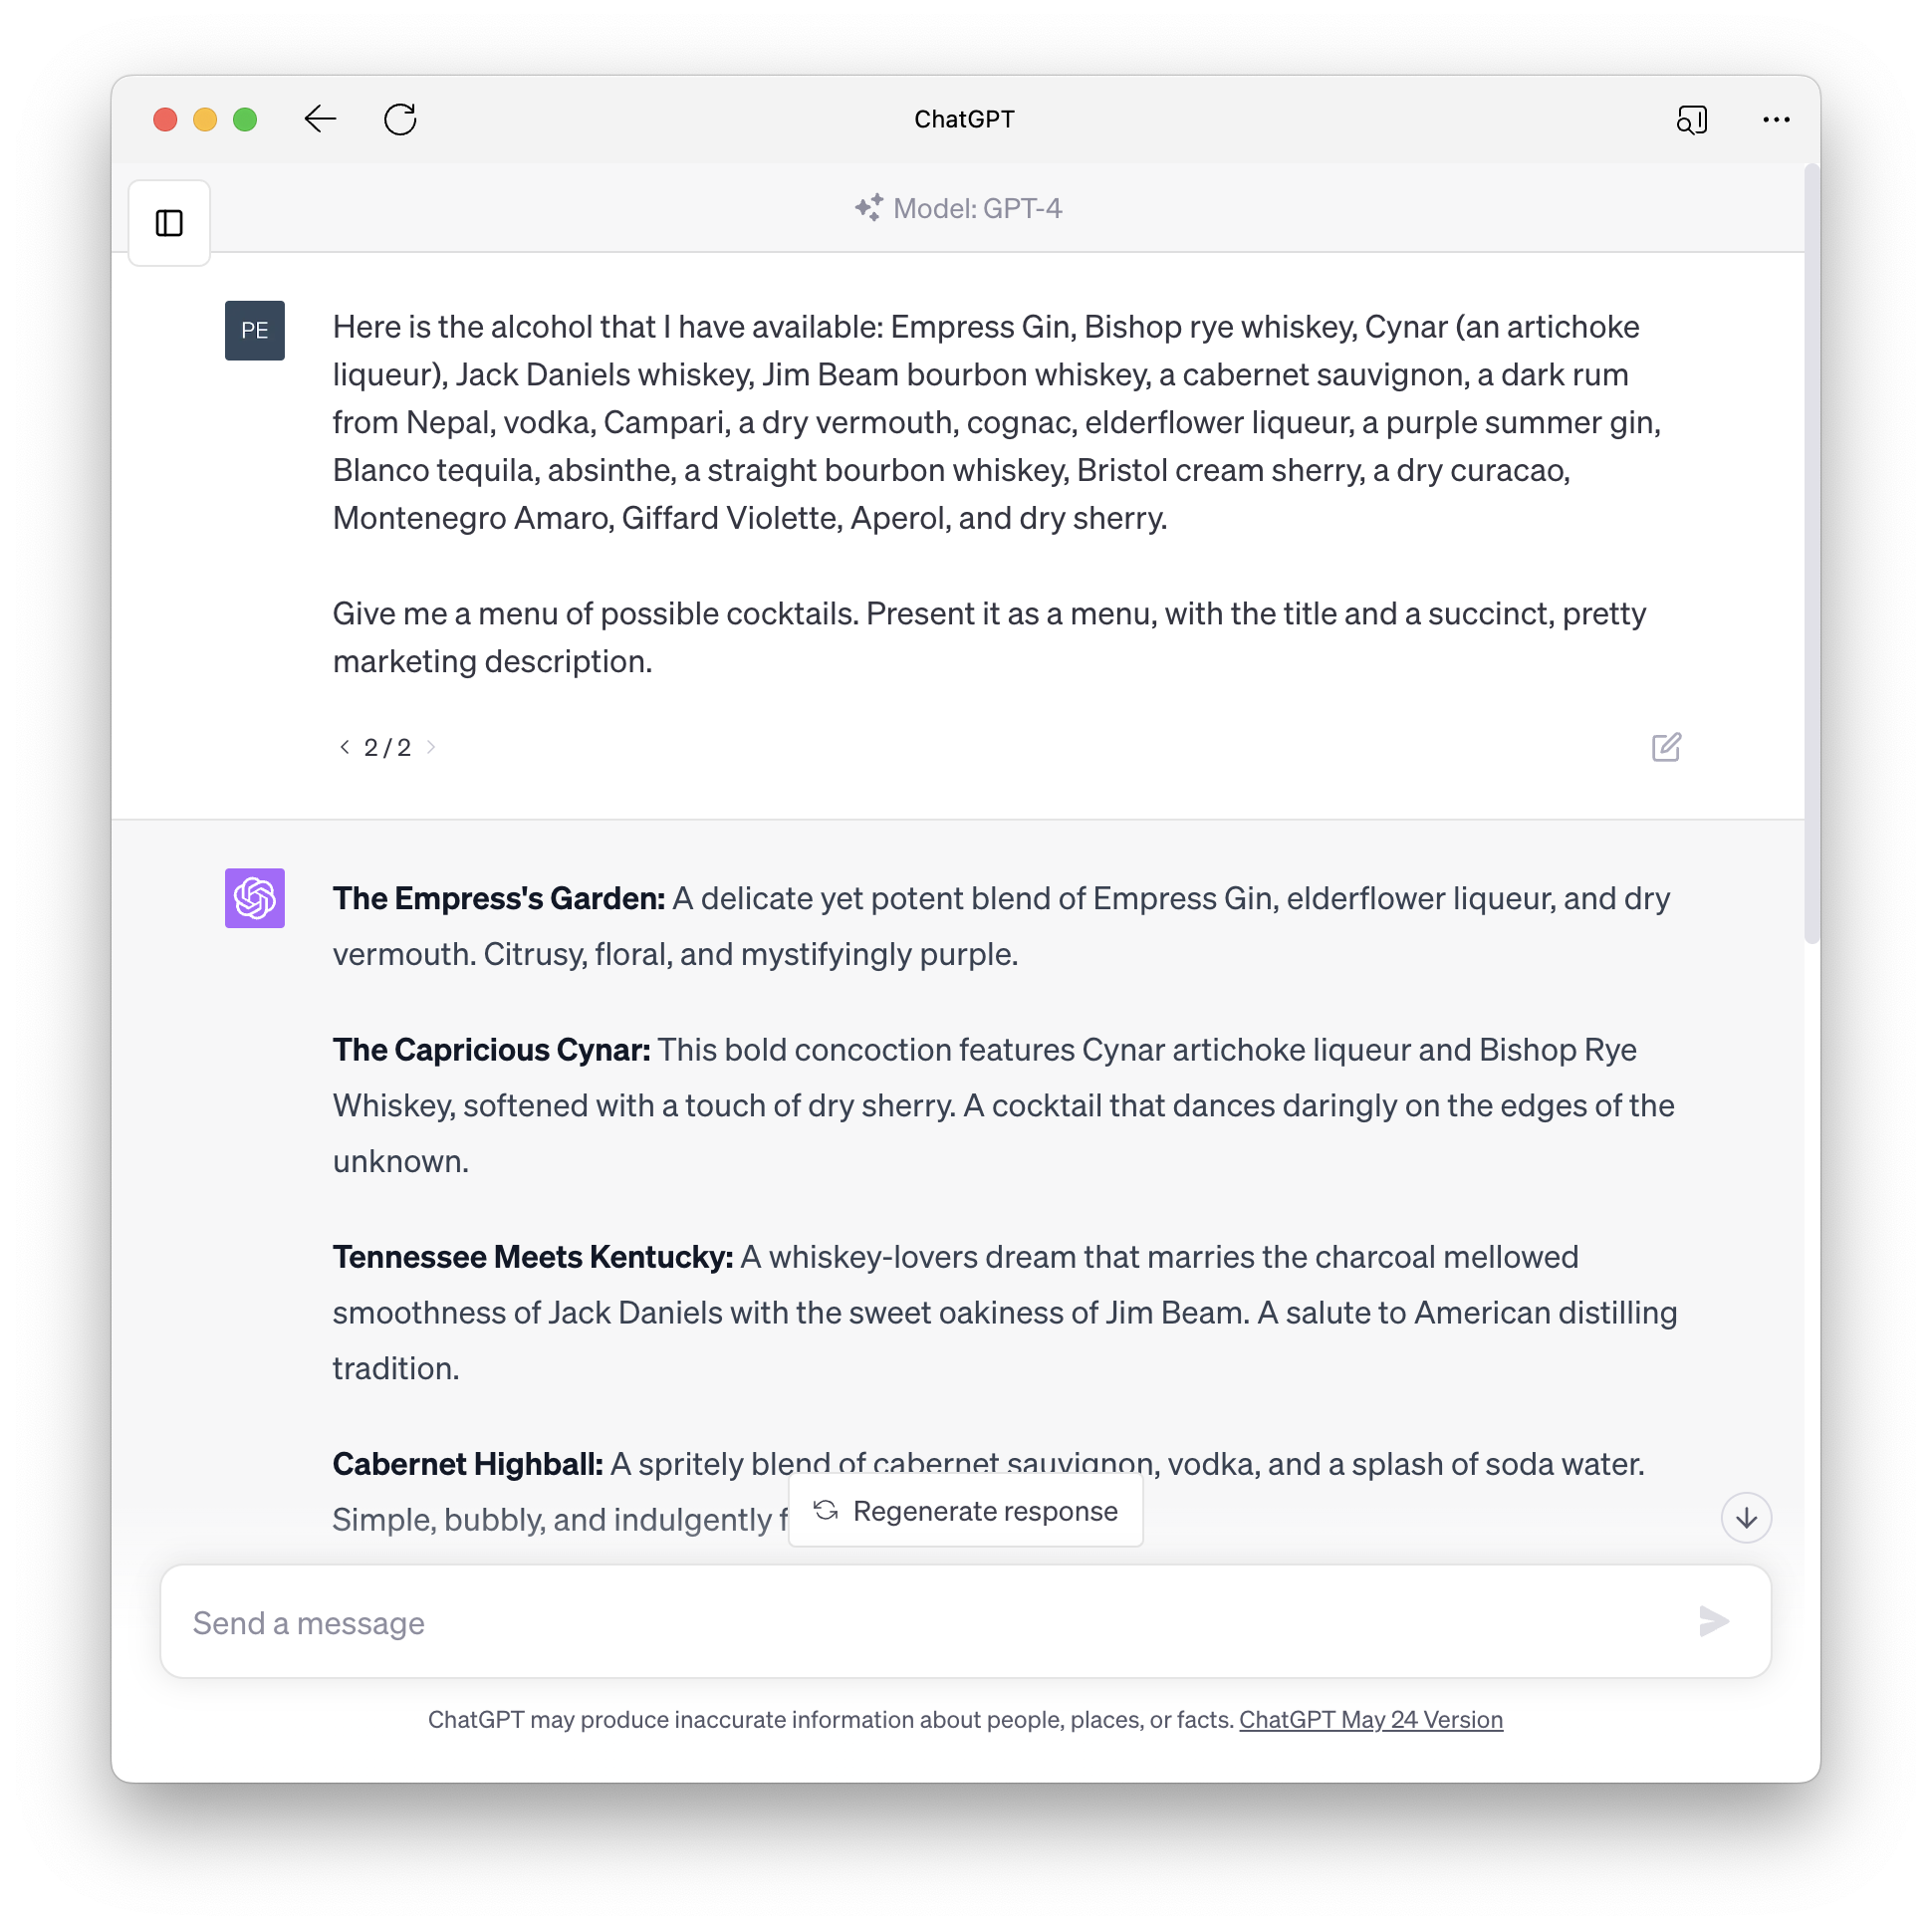 ChatGPT
Model: GPT-4
PE
Here is the alcohol that I have available: Empress Gin, Bishop rye whiskey, Cynar (an artichoke
liqueur), Jack Daniels whiskey, Jim Beam bourbon whiskey, a cabernet sauvignon, a dark rum
from Nepal, vodka, Campari, a dry vermouth, cognac, elderflower liqueur, a purple summer gin,
Blanco tequila, absinthe, a straight bourbon whiskey, Bristol cream sherry, a dry curacao,
Montenegro Amaro, Giffard Violette, Aperol, and dry sherry.
Give me a menu of possible cocktails. Present it as a menu, with the title and a succinct, pretty
marketing description.
2 / 2
The Empress's Garden: A delicate yet potent blend of Empress Gin, elderflower liqueur, and dry
vermouth. Citrusy, floral, and mystifyingly purple.
The Capricious Cynar: This bold concoction features Cynar artichoke liqueur and Bishop Rye
Whiskey, softened with a touch of dry sherry. A cocktail that dances daringly on the edges of the
unknown.
Tennessee Meets Kentucky: A whiskey-lovers dream that marries the charcoal mellowed
smoothness of Jack Daniels with the sweet oakiness of Jim Beam. A salute to American distilling
tradition.
Cabernet Highball: A spritely blend of cabernet sauvignon, vodka, and a splash of soda water.
Simple, bubbly, and indulgently
Regenerate response
Send a message
ChatGPT may produce inaccurate information about people, places, or facts. ChatGPT May 24 Version